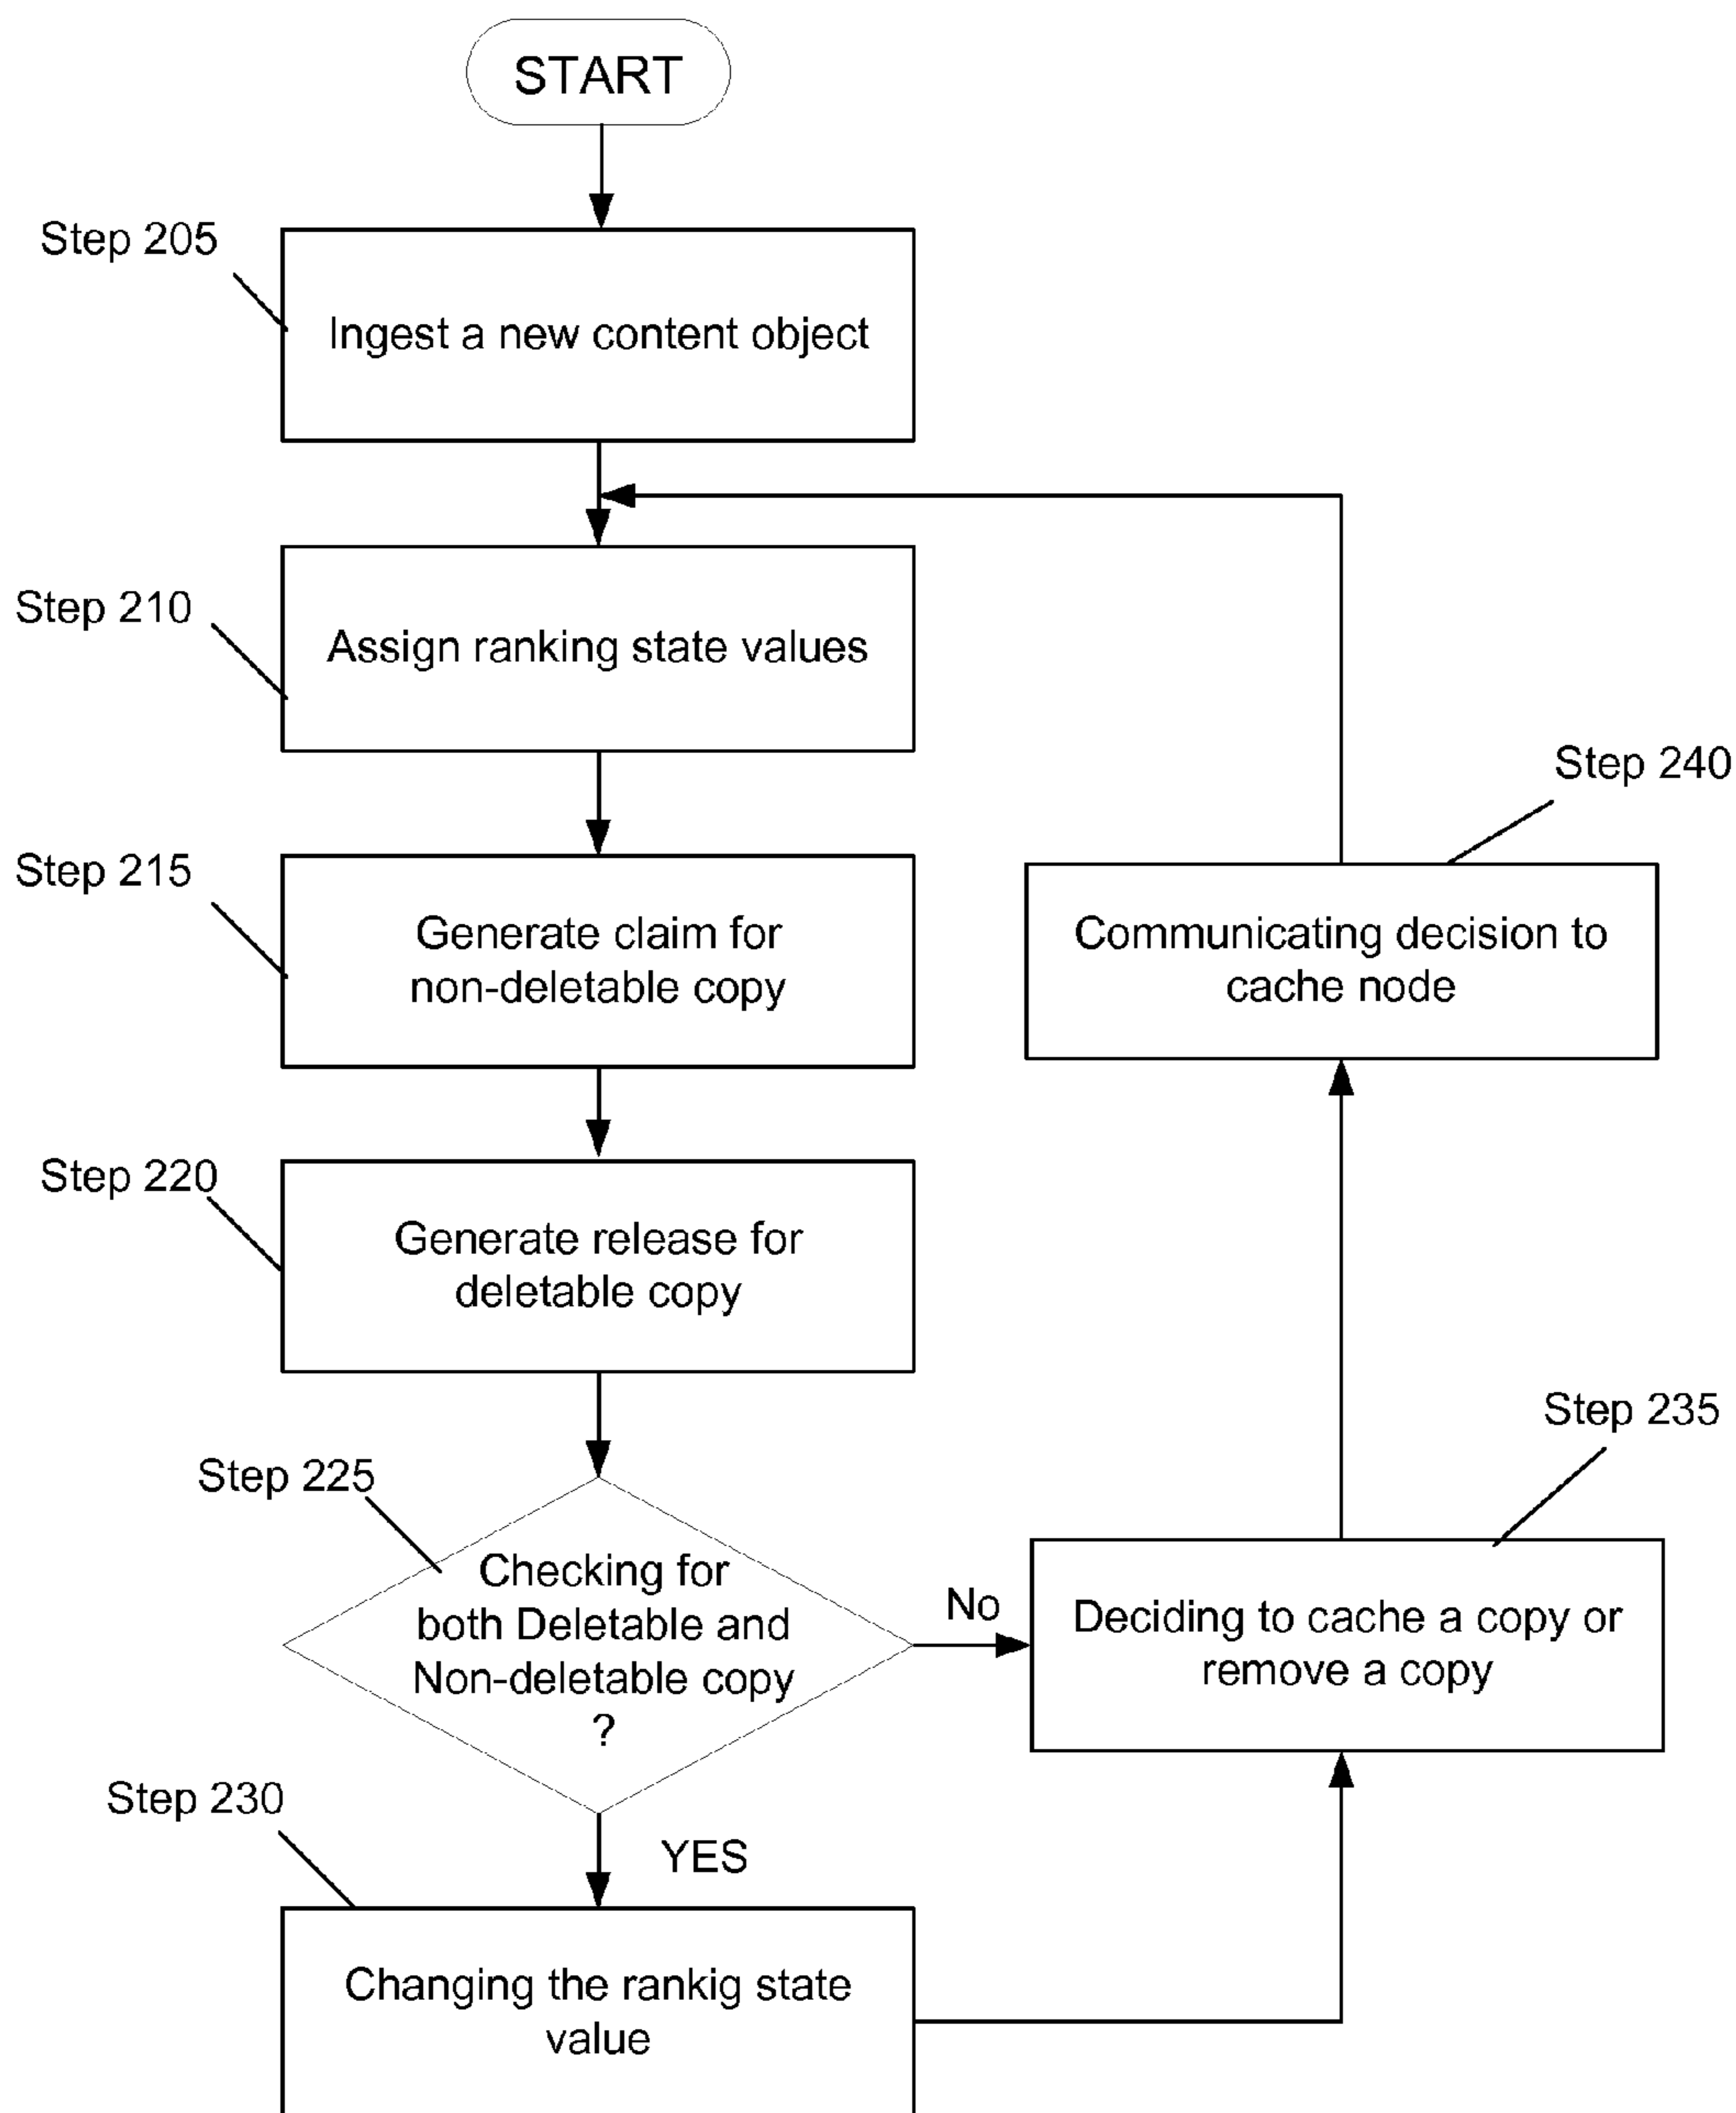 START
Step 205
Ingest a new content object
Step 210
Assign ranking state values
Step 240
Step 215
Generate claim for
non-deletable copy
Communicating decision to
cache node
Step 220
Generate release for
deletable copy
Step 235
Step 225
Checking for
both Deletable and
Non-deletable copy
?
No
Deciding to cache a copy or
remove a copy
Step 230
YES
Changing the rankig state
value